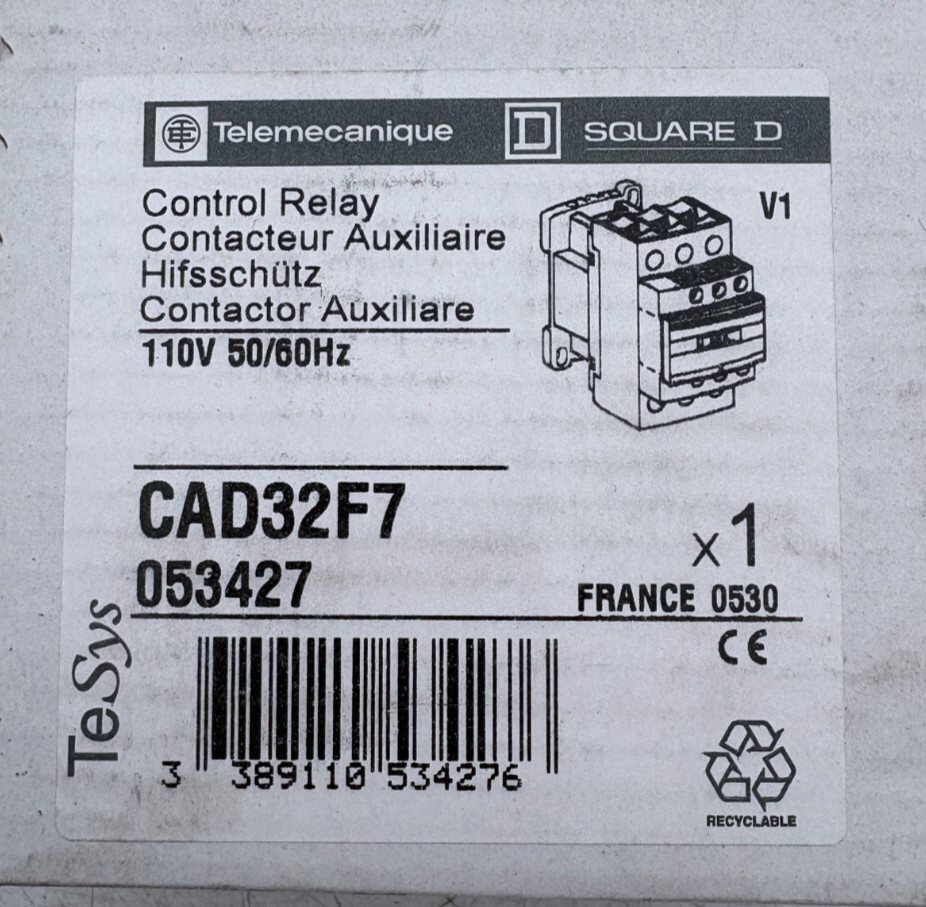 Telemecanique SQUARE D
V1
Control Relay
Contacteur Auxiliaire
Hifsschütz
Contactor Auxiliare
110V 50/60Hz
CAD32F7
x1
053427
FRANCE 0530
CE
TeSys
3 389110 534276
RECYCLABLE